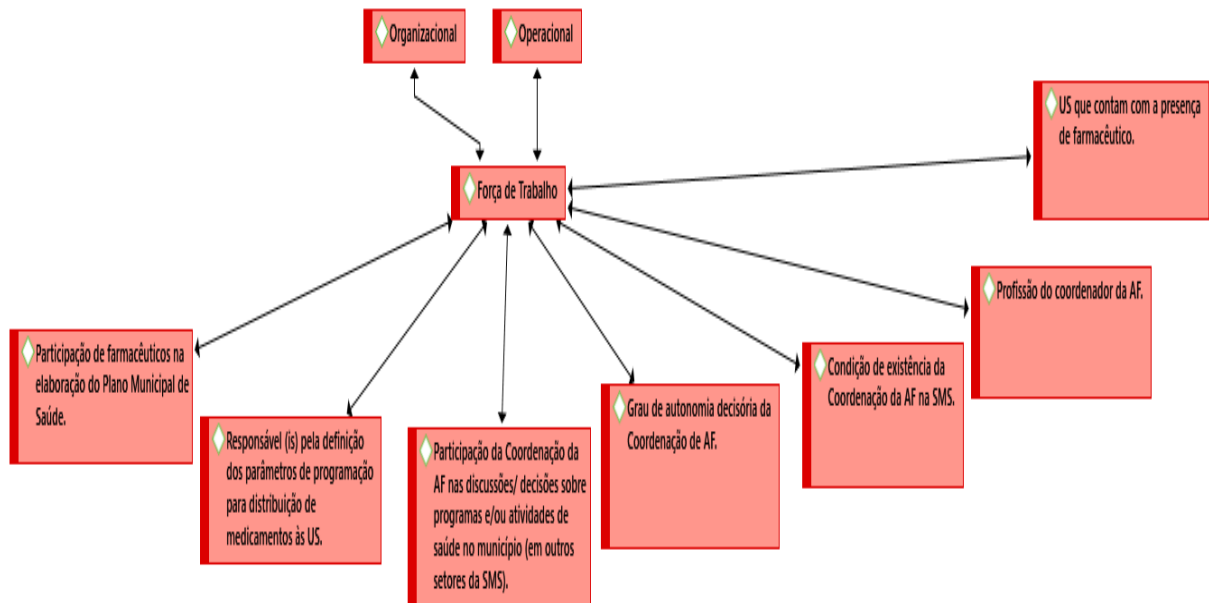 Organizacional
Operacional
US que contam com a presença
de farmacêutico.
Força de Trabalho
Profissão do coordenador da AF.
Participação de farmacêuticos na
elaboração do Plano Municipal de
Saúde.
Responsável (is) pela definição
dos parâmetros de programação
para distribuição de
medicamentos às US.
Participação da Coordenação da
AF nas discussões/ decisões sobre
programas e/ou atividades de
saúde no município (em outros
setores da SMS).
Grau de autonomia decisória da
Coordenação de AF.
Condição de existência da
Coordenação da AF na SMS.